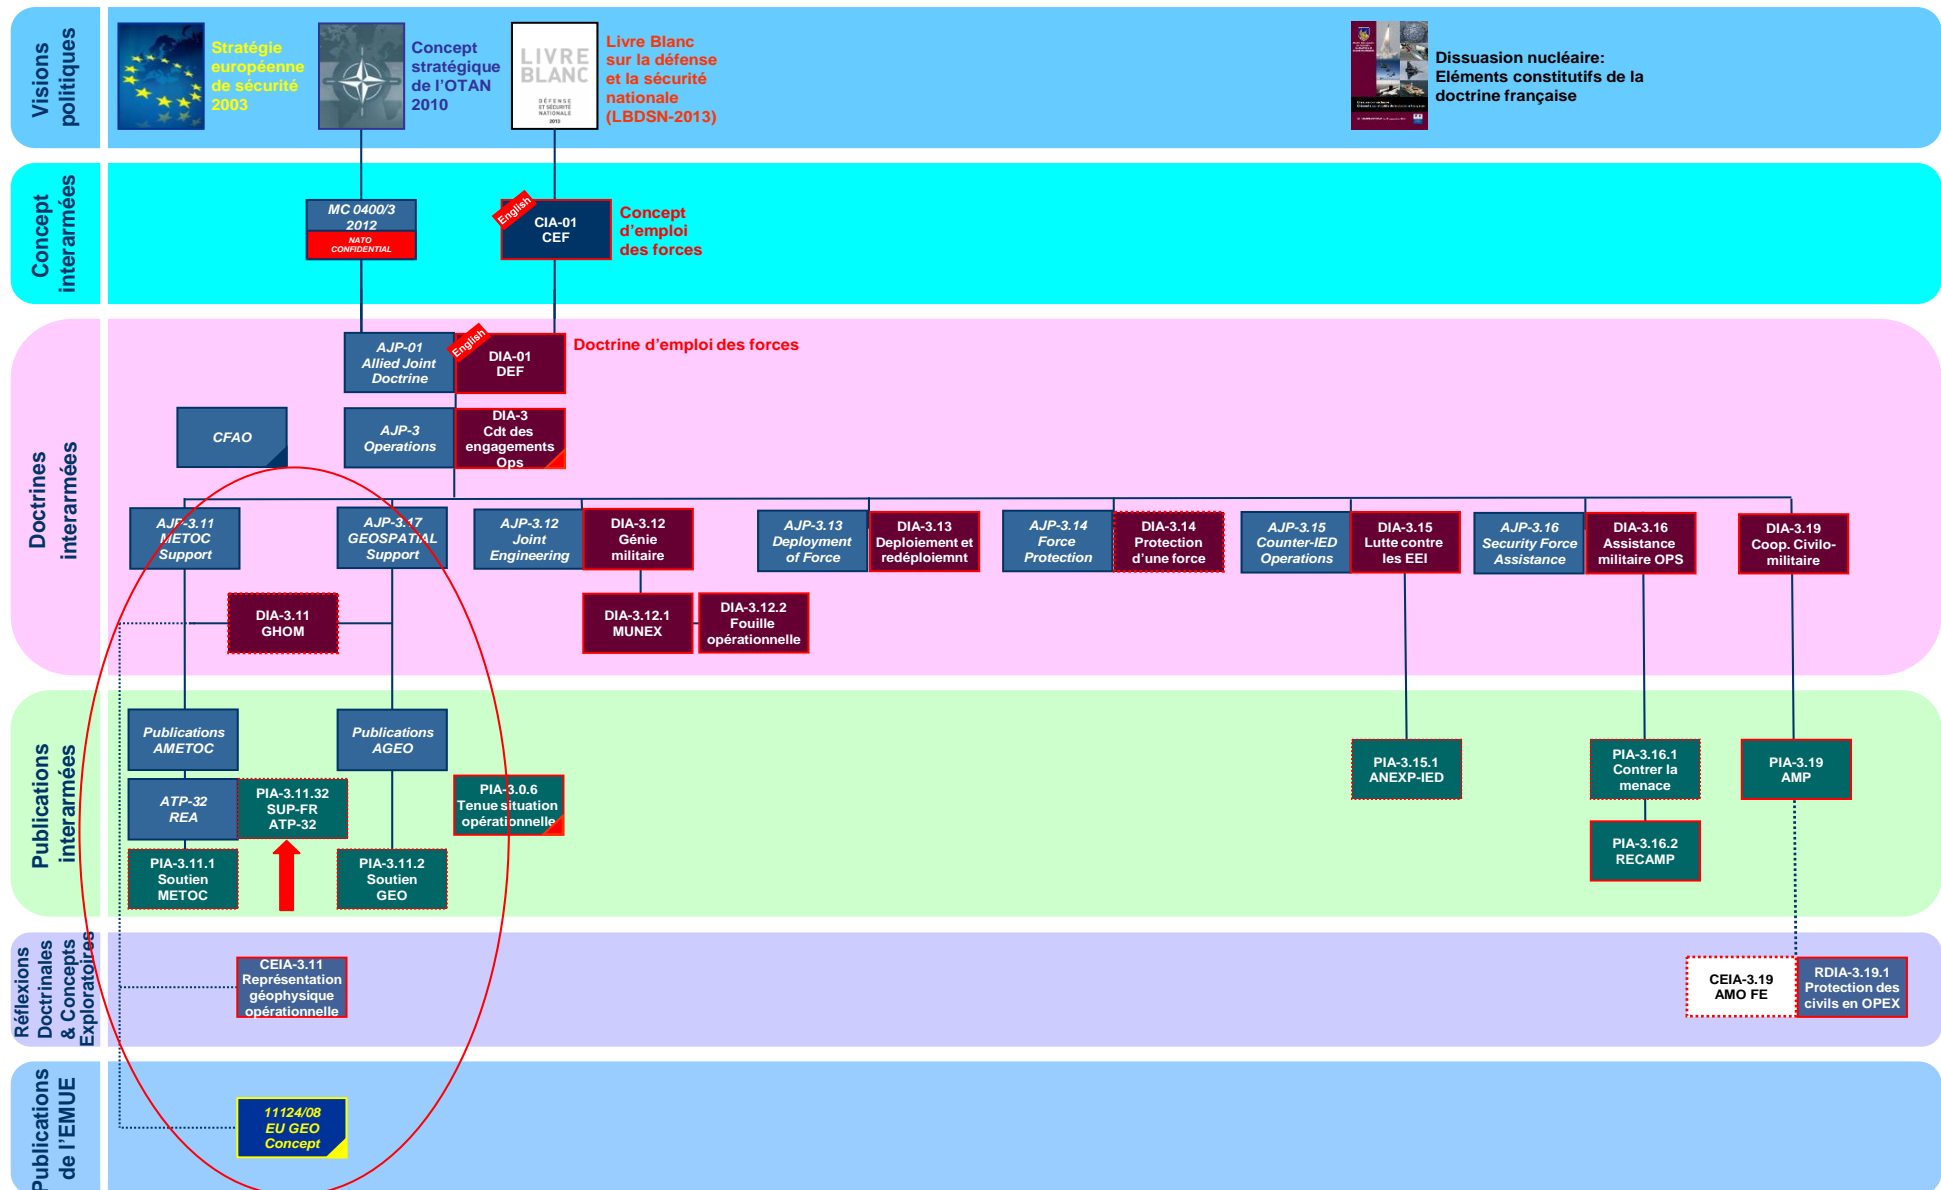 Visions
politiques
Stratégie
européenne
de sécurité
2003
Concept
stratégique
de l'OTAN
2010
LIVRE
BLANC
DÉFENSE
ET SÉCURITÉ
NATIONALE
Livre Blanc
sur la défense
et la sécurité
nationale
(LBDSN-2013)
Dissuasion nucléaire:
Eléments constitutifs de la
doctrine française
Concept
interarmées
MC 0400/3
2012
NATO
CONFIDENTIAL
English
CIA-01
CEF
Concept
d'emploi
des forces
Doctrines
interarmées
AJP-01
Allied Joint
Doctrine
English
DIA-01
DEF
Doctrine d'emploi des forces
CFAO
AJP-3
Operations
DIA-3
Cdt des
engagements
Ops
AJP-3.11
METOC
Support
AJP-3.17
GEOSPATIAL
Support
AJP-3.12
Joint
Engineering
DIA-3.12
Génie
militaire
AJP-3.13
Deployment
of Force
DIA-3.13
Deploiement et
redéploiemnt
AJP-3.14
Force
Protection
DIA-3.14
Protection
d'une force
AJP-3.15
Counter-IED
Operations
DIA-3.15
Lutte contre
les EEI
AJP-3.16
Security Force
Assistance
DIA-3.16
Assistance
militaire OPS
DIA-3.19
Coop. Civilo-
militaire
DIA-3.11
GHOM
DIA-3.12.1
MUNEX
DIA-3.12.2
Fouille
opérationnelle
Publications
interarmées
Publications
AMETOC
Publications
AGEO
ATP-32
REA
PIA-3.11.32
SUP-FR
ATP-32
PIA-3.0.6
Tenue situation
opérationnelle
PIA-3.11.1
Soutien
METOC
PIA-3.11.2
Soutien
GEO
PIA-3.15.1
ANEXP-IED
PIA-3.16.1
Contrer la
menace
PIA-3.19
AMP
PIA-3.16.2
RECAMP
Réflexions
Doctrinales
& Concepts
Exploratoires
CEIA-3.11
Représentation
géophysique
opérationnelle
CEIA-3.19
AMO FE
RDIA-3.19.1
Protection des
civils en OPEX
Publications
de l'EMUE
11124/08
EU GEO
Concept